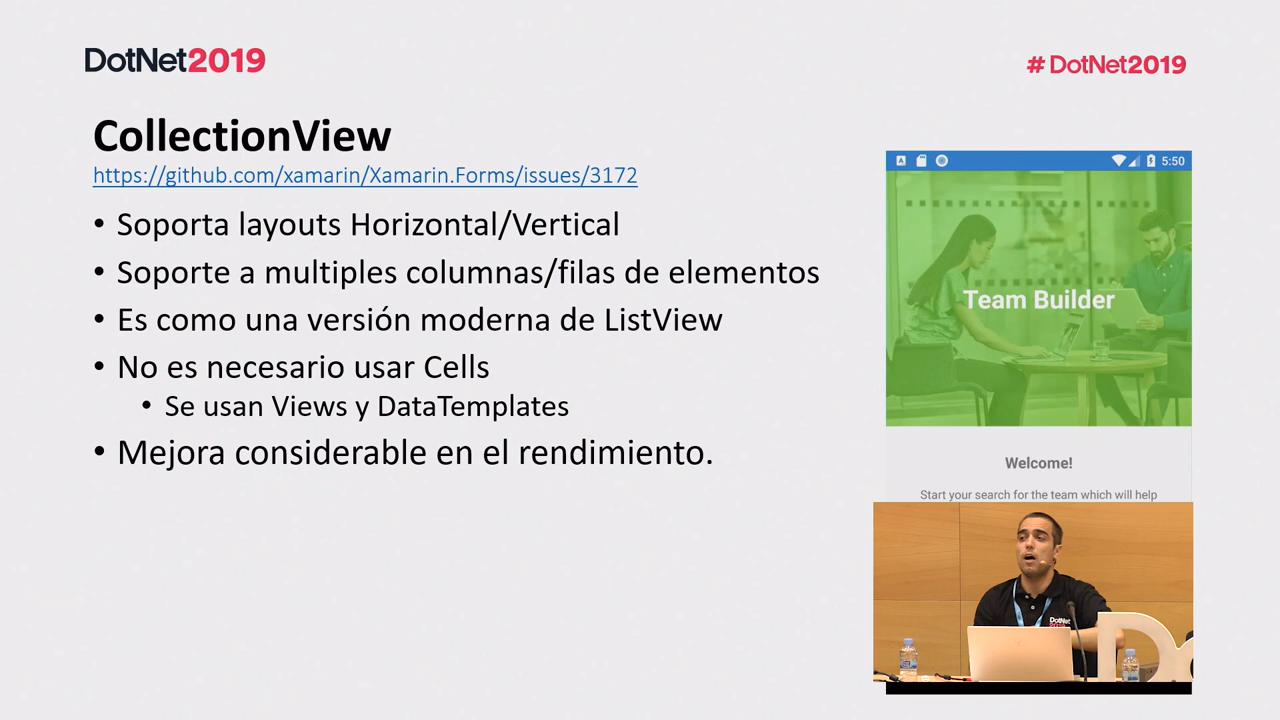 DotNet2019
# DotNet2019
CollectionView
https://github.com/xamarin/Xamarin.Forms/issues/3172
• Soporta layouts Horizontal/Vertical
• Soporte a multiples columnas/filas de elementos
• Es como una versión moderna de ListView
• No es necesario usar Cells
• Se usan Views y DataTemplates
• Mejora considerable en el rendimiento.
5:50
Team Builder
Welcome!
Start your search for the team which will help
DotNet